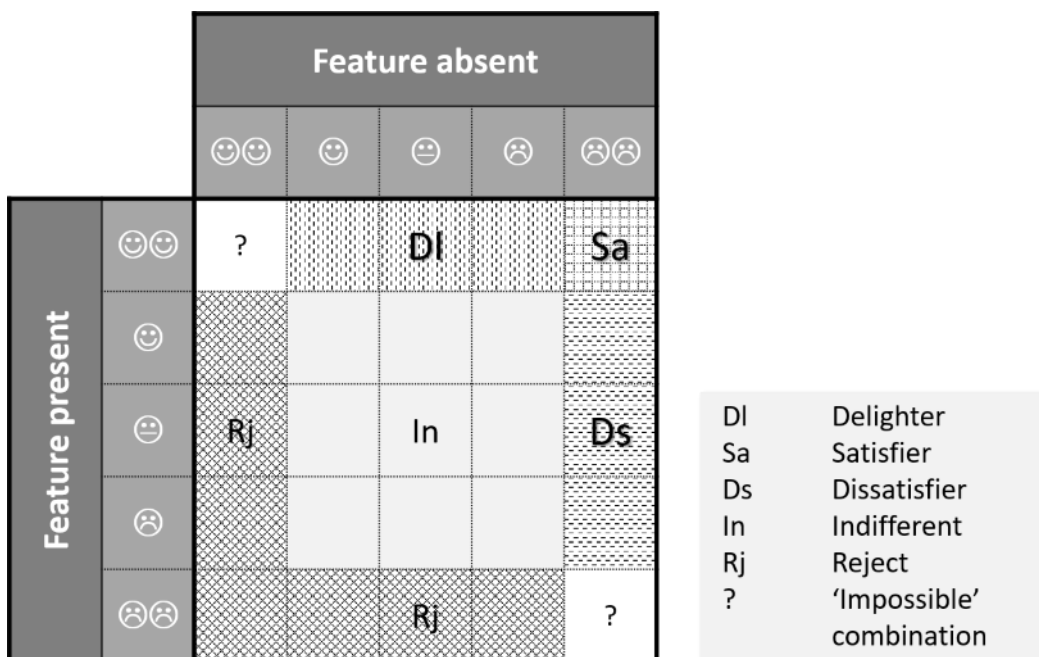 Feature absent
Feature present
?
Dl
Sa
Rj
In
Ds
Rj
?
Dl Delighter
Sa Satisfier
Ds Dissatisfier
In Indifferent
Rj Reject
? ‘Impossible’
combination